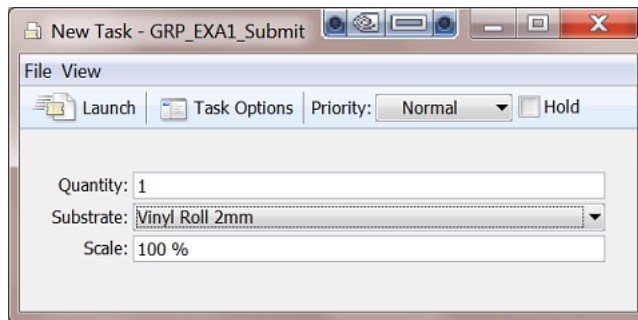 New Task - GRP_EXA1_Submit
File View
Launch Task Options Priority: Normal Hold
Quantity: 1
Substrate: Vinyl Roll 2mm
Scale: 100 %